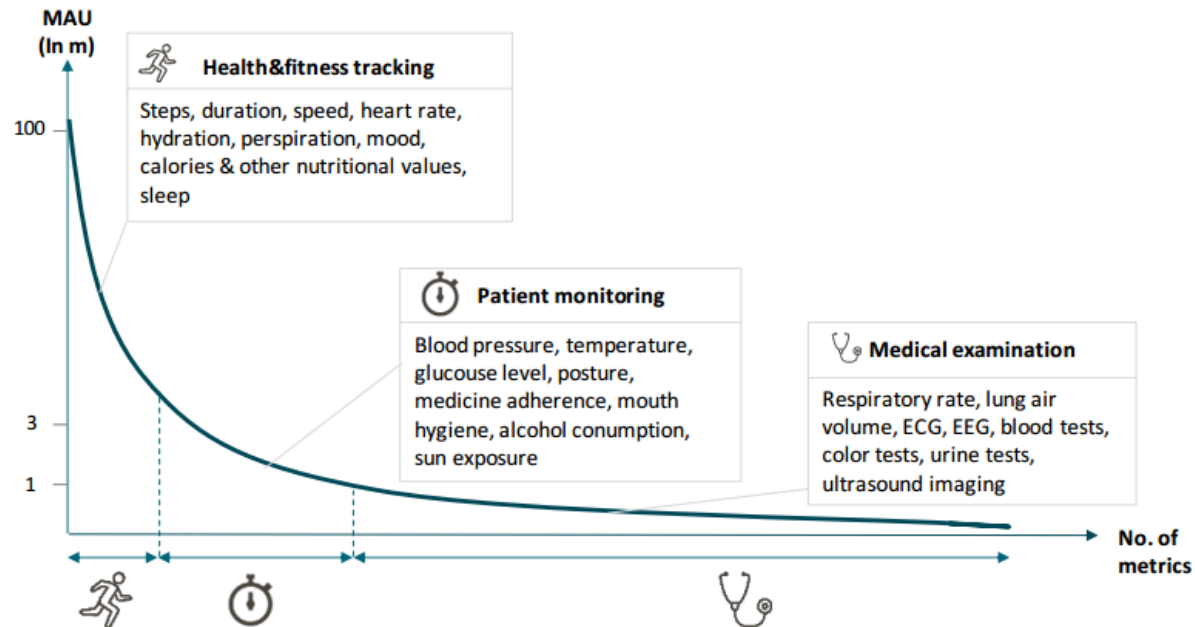 MAU
(In m)
100
3
1
Health&fitness tracking
Steps, duration, speed, heart rate,
hydration, perspiration, mood,
calories & other nutritional values,
sleep
Patient monitoring
Blood pressure, temperature,
glucouse level, posture,
medicine adherence, mouth
hygiene, alcohol conumption,
sun exposure
Medical examination
Respiratory rate, lung air
volume, ECG, EEG, blood tests,
color tests, urine tests,
ultrasound imaging
No. of
metrics